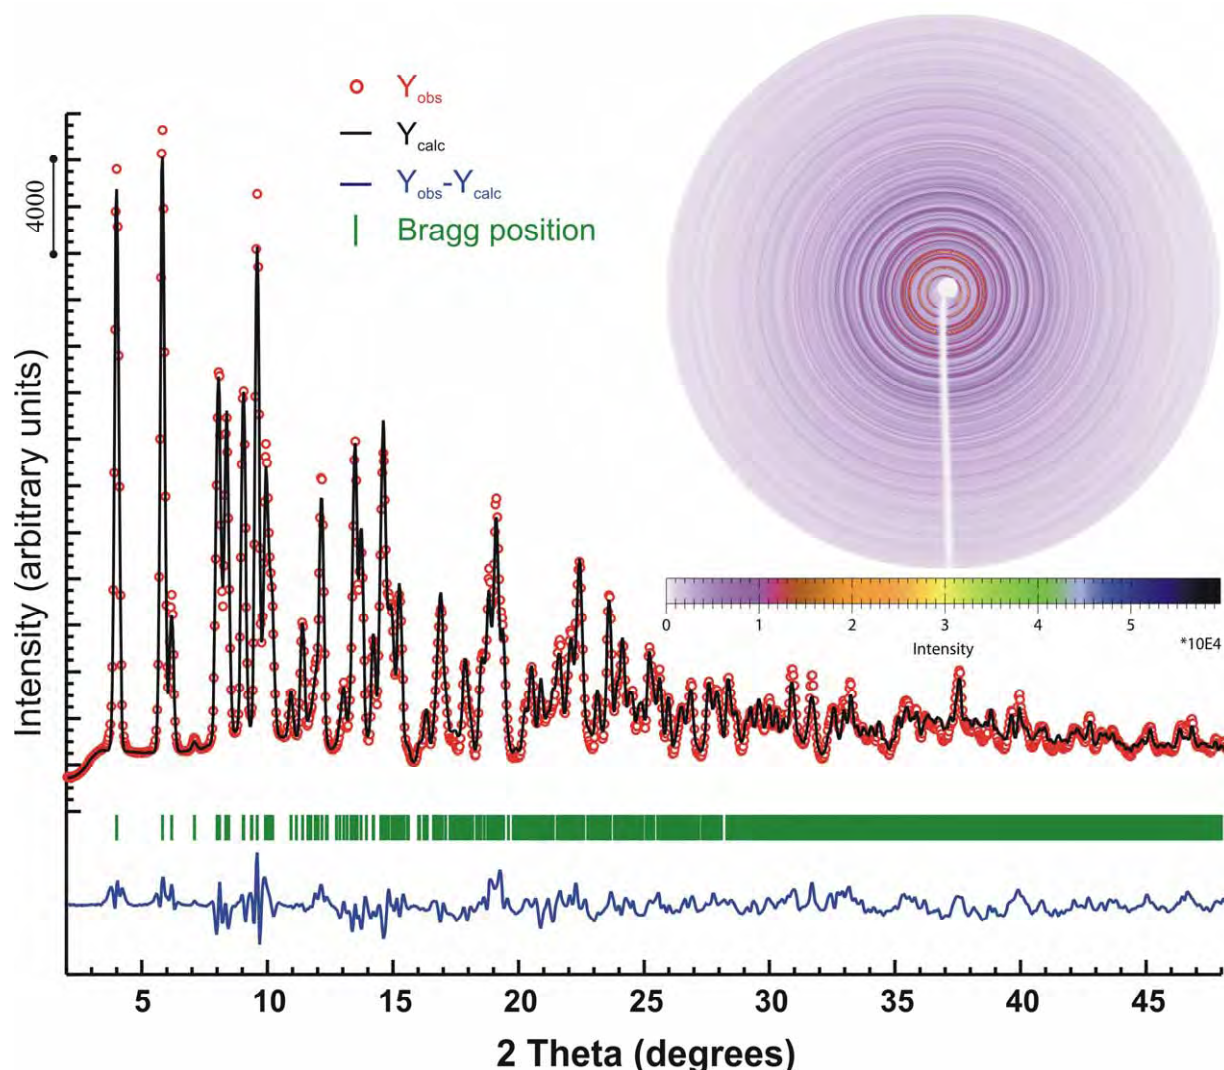 Yobs
Ycalc
Yobs-Ycalc
Bragg position
4000
Intensity (arbitrary units)
0 1 2 3 4 5
Intensity
*10E4
5 10 15 20 25 30 35 40 45
2 Theta (degrees)